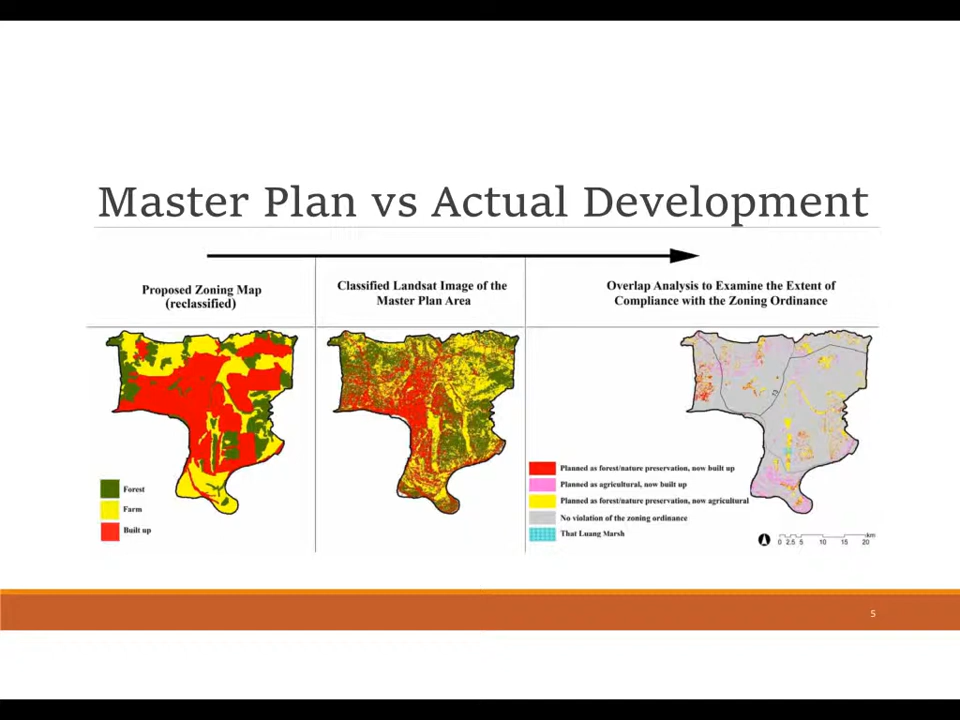 Master Plan vs Actual Development
Proposed Zoning Map
(reclassified)
Classified Landsat Image of the
Master Plan Area
Overlap Analysis to Examine the Extent of
Compliance with the Zoning Ordinance
Forest
Farm
Built up
13
Planned as forest/nature preservation, now built up
Planned as agricultural, now built up
Planned as forest/nature preservation, now agricultural
No violation of the zoning ordinance
That Luang Marsh
km
0 2.5 5 10 15 20
5